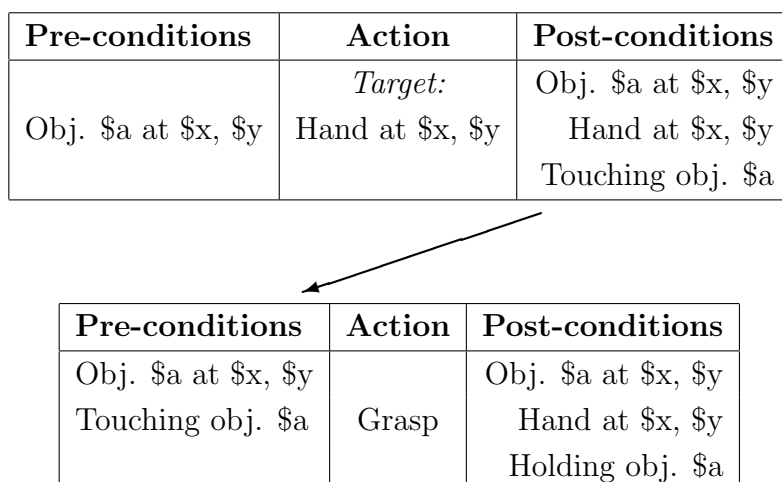 Pre-conditions Action Post-conditions
Target: Obj. $a at $x, $y
Obj. $a at $x, $y Hand at $x, $y Hand at $x, $y
Touching obj. $a
Pre-conditions Action Post-conditions
Obj. $a at $x, $y Obj. $a at $x, $y
Touching obj. $a Grasp Hand at $x, $y
Holding obj. $a